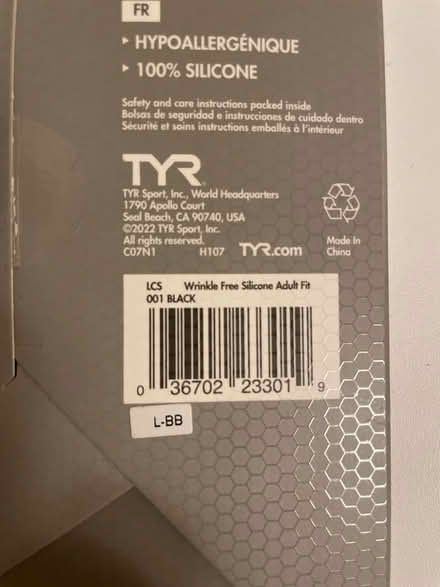 FR
▸ HYPOALLERGÉNIQUE
▸ 100% SILICONE
Safety and care instructions packed inside
Bolsas de seguridad e instrucciones de cuidado dentro
Sécurité et soins instructions emballés à l'intérieur
TYR®
TYR Sport, Inc., World Headquarters
1790 Apollo Court
Seal Beach, CA 90740, USA
©2022 TYR Sport, Inc.
All rights reserved.
C07N1 H107 TYR.com
Made In
China
LCS Wrinkle Free Silicone Adult Fit
001 BLACK
0 36702 23301 9
L-BB